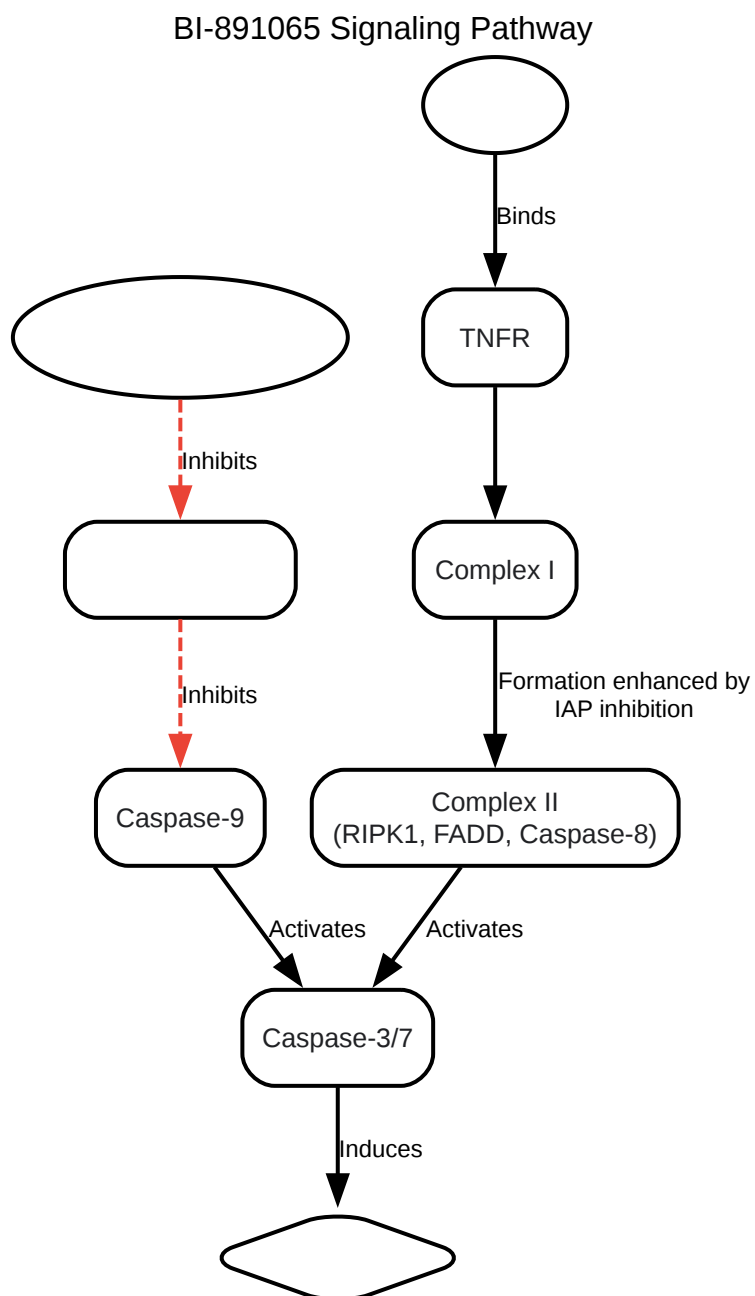 BI-891065 Signaling Pathway
Binds
TNFR
Inhibits
Complex I
Inhibits
Formation enhanced by
IAP inhibition
Caspase-9
Complex II
(RIPK1, FADD, Caspase-8)
Activates
Activates
Caspase-3/7
Induces